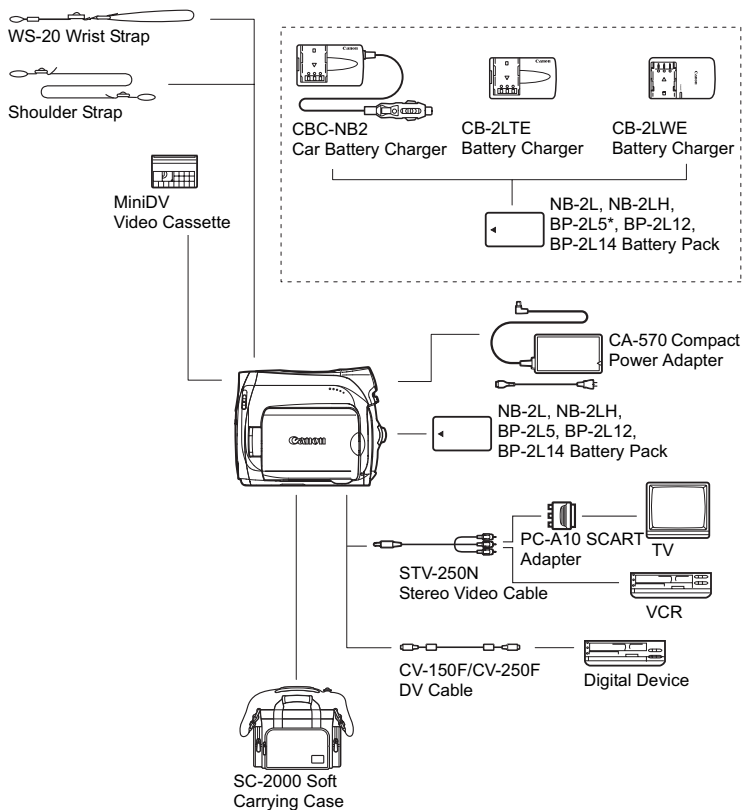 WS-20 Wrist Strap
Shoulder Strap
MiniDV
Video Cassette
Canon
CBC-NB2
Car Battery Charger
Canon
CB-2LTE
Battery Charger
Canon
CB-2LWE
Battery Charger
NB-2L, NB-2LH,
BP-2L5*, BP-2L12,
BP-2L14 Battery Pack
CA-570 Compact
Power Adapter
Canon
NB-2L, NB-2LH,
BP-2L5, BP-2L12,
BP-2L14 Battery Pack
STV-250N
Stereo Video Cable
PC-A10 SCART
Adapter
TV
VCR
CV-150F/CV-250F
DV Cable
Digital Device
SC-2000 Soft
Carrying Case